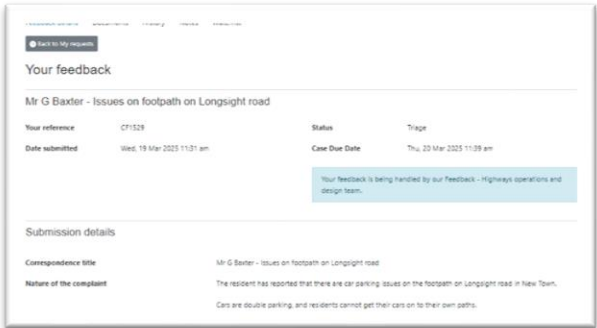 Back to My requests
Your feedback
Mr G Baxter - Issues on footpath on Longsight road
Your reference CF1529 Status Triage
Date submitted Wed, 19 Mar 2025 11:31 am Case Due Date Thu, 20 Mar 2025 11:39 am
Your feedback is being handled by our Feedback - Highways operations and
design team.
Submission details
Correspondence title Mr G Baxter - Issues on footpath on Longsight road
Nature of the complaint The resident has reported that there are car parking issues on the footpath on Longsight road in New Town.
Cars are double parking, and residents cannot get their cars on to their own paths.